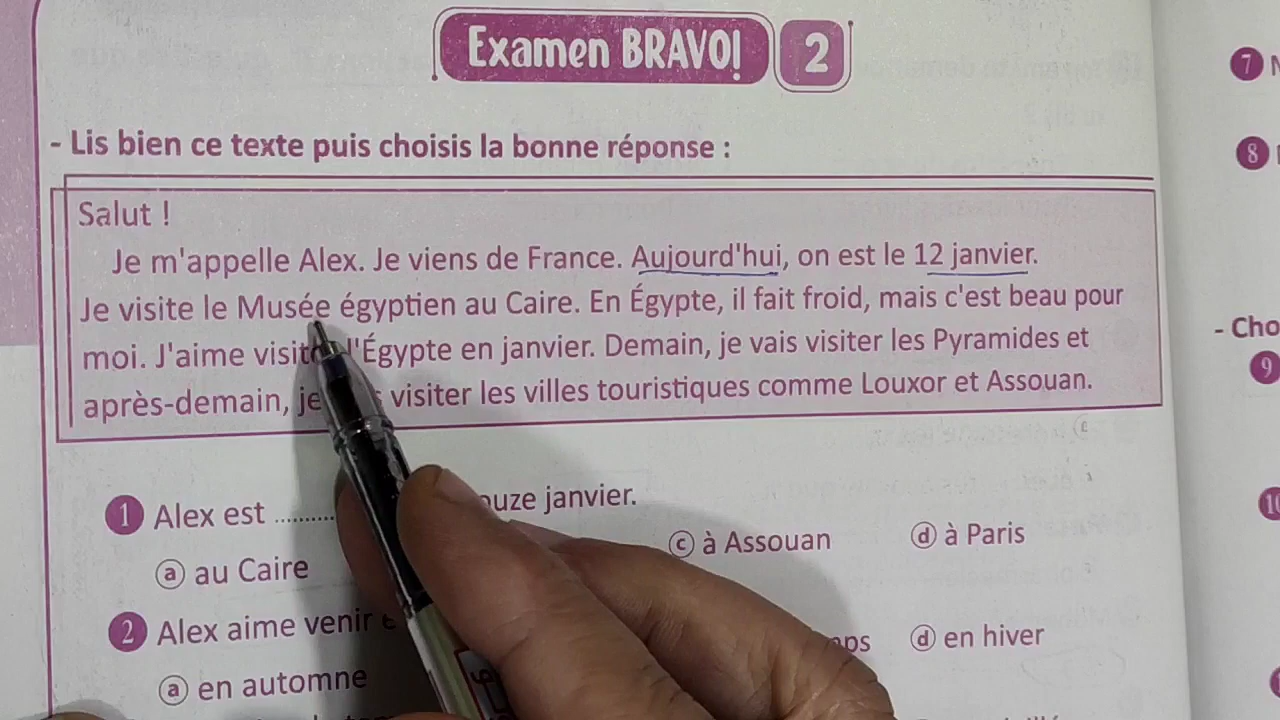 Examen BRAVO! 2
- Lis bien ce texte puis choisis la bonne réponse :
Salut !
Je m'appelle Alex. Je viens de France. Aujourd'hui, on est le 12 janvier.
Je visite le Musée égyptien au Caire. En Égypte, il fait froid, mais c'est beau pour
moi. J'aime l'Égypte en janvier. Demain, je vais visiter les Pyramides et
après-demain, je visiter les villes touristiques comme Louxor et Assouan.
1 Alex est .......... janvier.
a au Caire c à Assouan d à Paris
2 Alex aime venir
a en automne d en hiver
7
8
- Cho
9
10